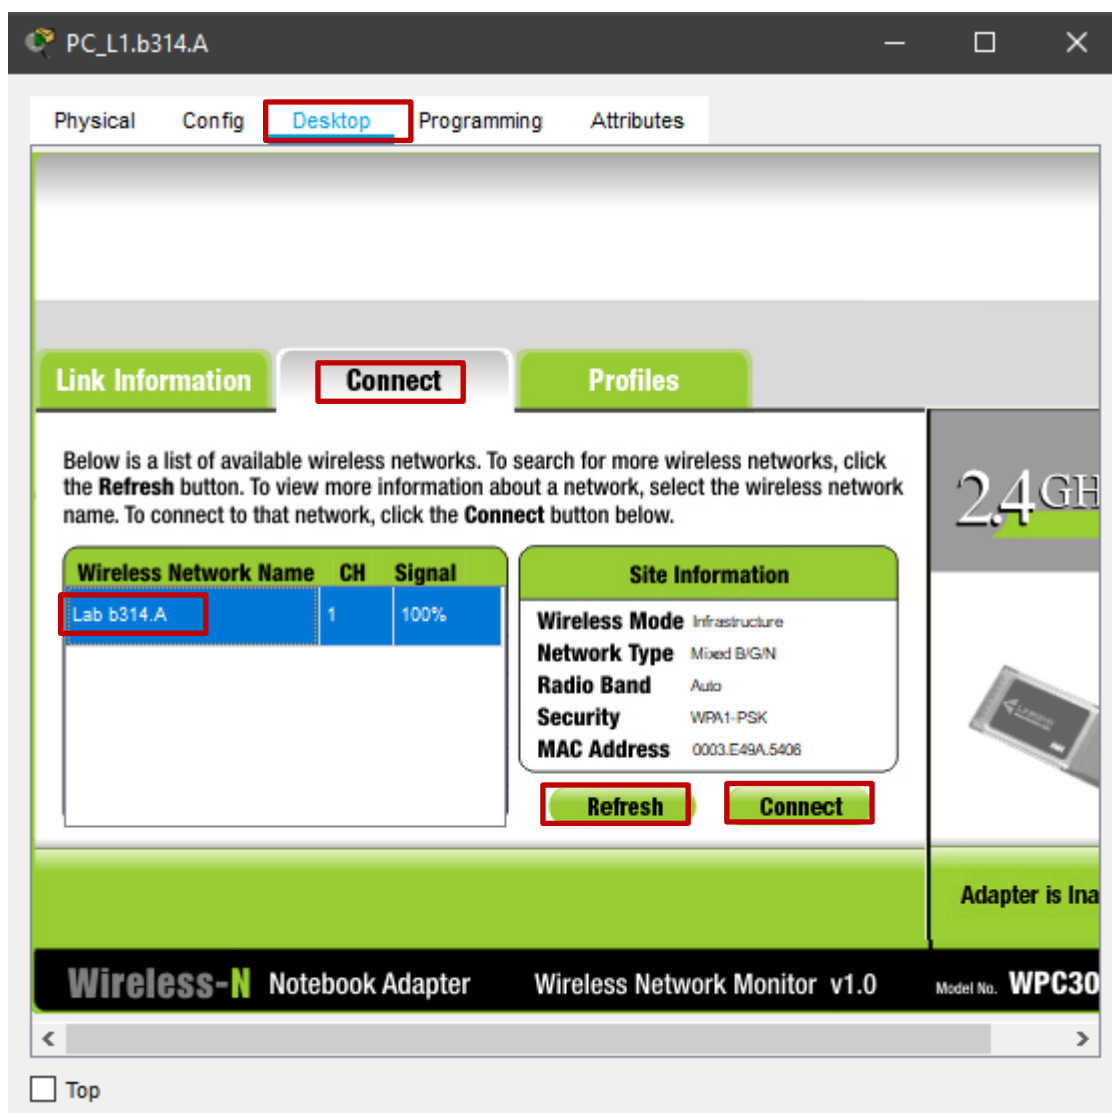 PC_L1.b314.A
Physical Config Desktop Programming Attributes
Link Information Connect Profiles
Below is a list of available wireless networks. To search for more wireless networks, click
the Refresh button. To view more information about a network, select the wireless network
name. To connect to that network, click the Connect button below.
2.4GH
Wireless Network Name CH Signal
Lab b314.A 1 100%
Site Information
Wireless Mode Infrastructure
Network Type Mixed B/G/N
Radio Band Auto
Security WPA1-PSK
MAC Address 0003.E49A.5406
Refresh Connect
Adapter is Ina
Wireless-N Notebook Adapter Wireless Network Monitor v1.0 Model No. WPC30
Top